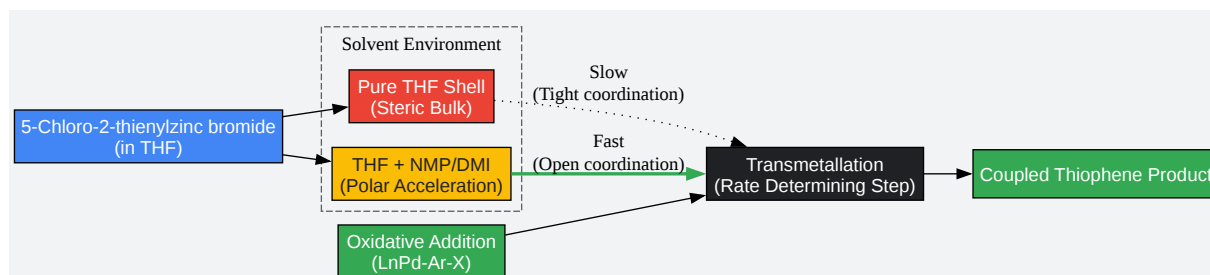 Solvent Environment
5-Chloro-2-thienylzinc bromide
(in THF)
Pure THF Shell
(Steric Bulk)
THF + NMP/DMI
(Polar Acceleration)
Slow
(Tight coordination)
Fast
(Open coordination)
Oxidative Addition
(LnPd-Ar-X)
Transmetallation
(Rate Determining Step)
Coupled Thiophene Product